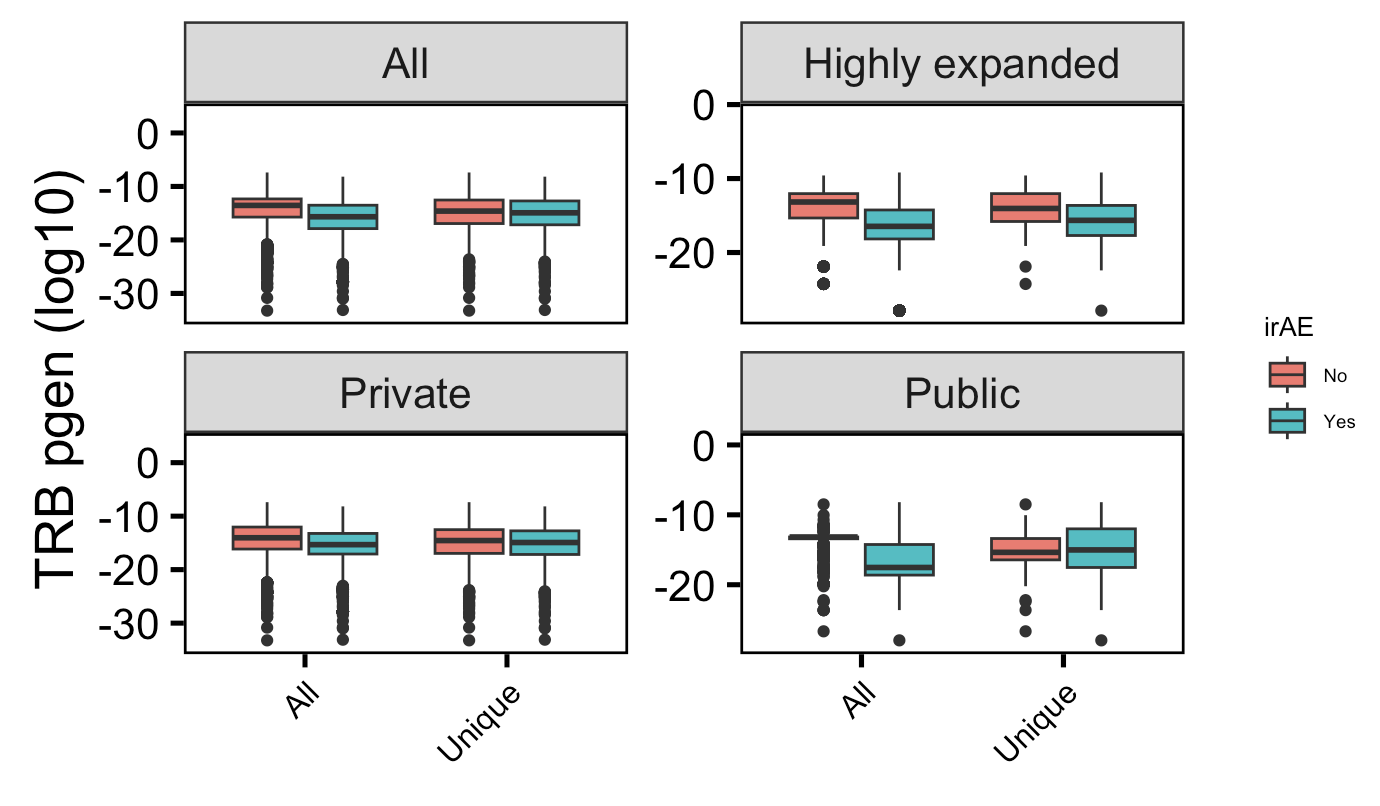 All
Highly expanded
0
-10
-20
-30
0
-10
-20
TRB pgen (log10)
irAE
No
Yes
Private
Public
0
-10
-20
-30
0
-10
-20
All
Unique
All
Unique